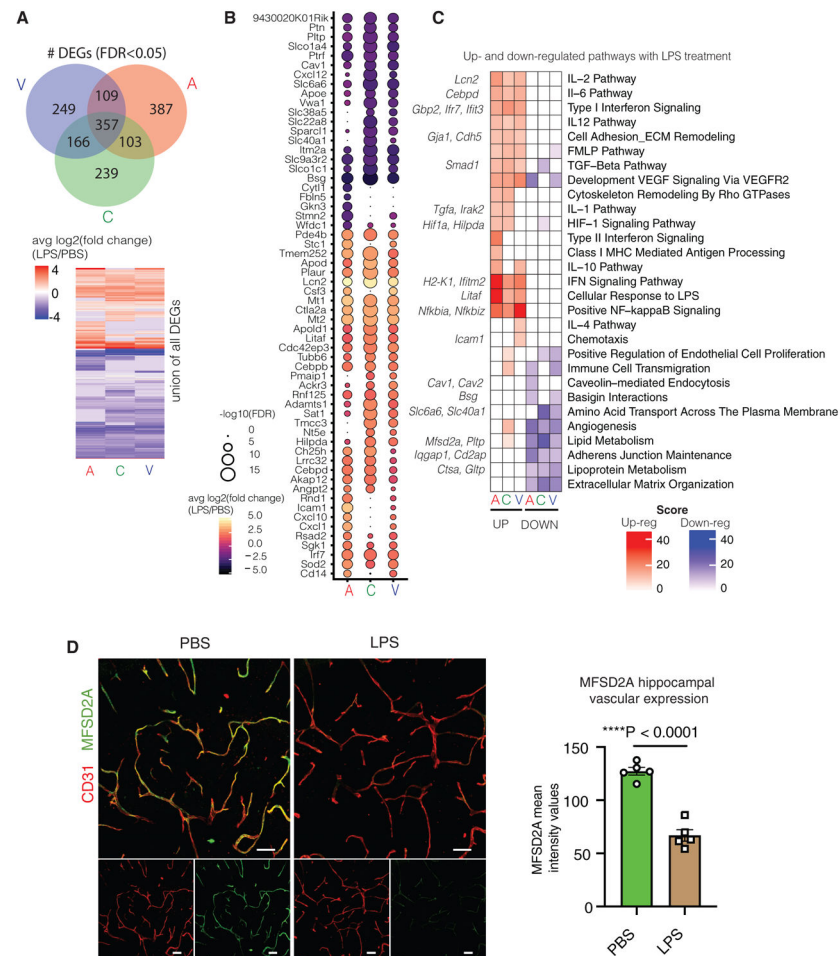 A
# DEGs (FDR<0.05)
V
A
109
249
387
357
166
103
239
C
avg log2(fold change)
(LPS/PBS)
4
2
0
-2
-4
union of all DEGs
A C V
B
9430020K01Rik
Ptn
Pltp
Slco1a4
Ptrf
Cav1
Cxcl12
Slc6a6
Apoe
Vwa1
Slc38a5
Slc22a8
Sparcl1
Slc40a1
Itm2a
Slc9a3r2
Slco1c1
Bsg
Cytl1
Fbln5
Gkn3
Stmn2
Wfdc1
Pde4b
Stc1
Tmem252
Apod
Plaur
Lcn2
Csf3
Mt1
Ctla2a
Mt2
Apold1
Litaf
Cdc42ep3
Tubb6
Cebpb
Pmaip1
Ackr3
Rnf125
Adamts1
Sat1
Tmcc3
Nt5e
Hilpda
Ch25h
Lrrc32
Cebpd
Akap12
Angpt2
Rnd1
Icam1
Cxcl10
Cxcl1
Rsad2
Sgk1
Irf7
Sod2
Cd14
A C V
-log10(FDR)
0
5
10
15
avg log2(fold change)
(LPS/PBS)
5.0
2.5
0.0
−2.5
−5.0
C
Up- and down-regulated pathways with LPS treatment
Lcn2 IL−2 Pathway
Cebpd Il−6 Pathway
Gbp2, Ifr7, Ifit3 Type I Interferon Signaling
IL12 Pathway
Gja1, Cdh5 Cell Adhesion_ECM Remodeling
FMLP Pathway
Smad1 TGF−Beta Pathway
Development VEGF Signaling Via VEGFR2
Cytoskeleton Remodeling By Rho GTPases
Tgfa, Irak2 IL−1 Pathway
Hif1a, Hilpda HIF−1 Signaling Pathway
Type II Interferon Signaling
Class I MHC Mediated Antigen Processing
IL−10 Pathway
H2-K1, Ifitm2 IFN Signaling Pathway
Litaf Cellular Response to LPS
Nfkbia, Nfkbiz Positive NF−kappaB Signaling
IL−4 Pathway
Icam1 Chemotaxis
Positive Regulation of Endothelial Cell Proliferation
Immune Cell Transmigration
Cav1, Cav2 Caveolin−mediated Endocytosis
Bsg Basigin Interactions
Slc6a6, Slc40a1 Amino Acid Transport Across The Plasma Membrane
Angiogenesis
Mfsd2a, Pltp Lipid Metabolism
Iqgap1, Cd2ap Adherens Junction Maintenance
Ctsa, Gltp Lipoprotein Metabolism
Extracellular Matrix Organization
A C V A C V
UP DOWN
Score
Up-reg Down-reg
40 40
20 20
0 0
D
PBS LPS
CD31 MFSD2A
MFSD2A hippocampal
vascular expression
****P < 0.0001
MFSD2A mean
intensity values
150
100
50
0
PBS
LPS